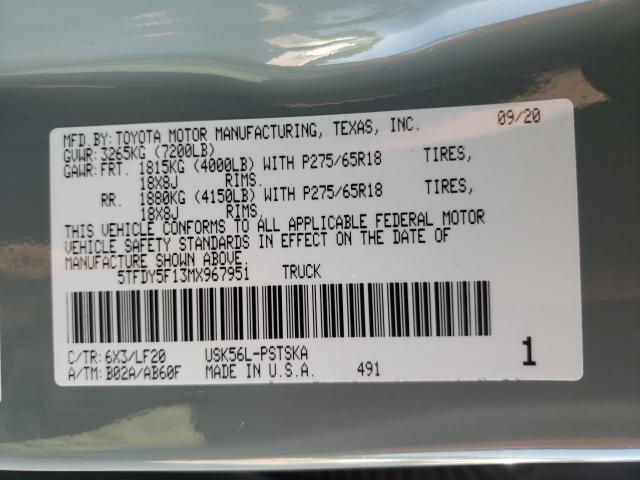 MFD.BY:TOYOTA MOTOR MANUFACTURING, TEXAS, INC. 09/20
GVWR:3265KG (7200LB)
GAWR:FRT. 1815KG (4000LB) WITH P275/65R18 TIRES,
18X8J RIMS.
RR. 1880KG (4150LB) WITH P275/65R18 TIRES,
18X8J RIMS.
THIS VEHICLE CONFORMS TO ALL APPLICABLE FEDERAL MOTOR
VEHICLE SAFETY STANDARDS IN EFFECT ON THE DATE OF
MANUFACTURE SHOWN ABOVE.
5TFDY5F13MX967951 TRUCK
C/TR:6X3/LF20 USK56L-PSTSKA 1
A/TM:B02A/AB60F MADE IN U.S.A. 491